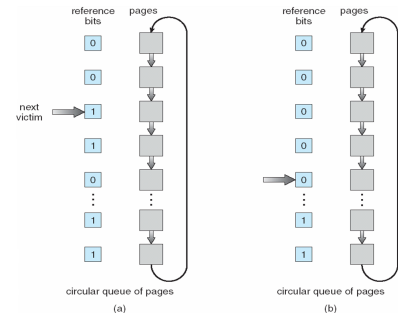 reference bits
pages
0
0
next victim
1
1
0
1
1
circular queue of pages
(a)
reference bits
pages
0
0
0
0
0
1
1
circular queue of pages
(b)